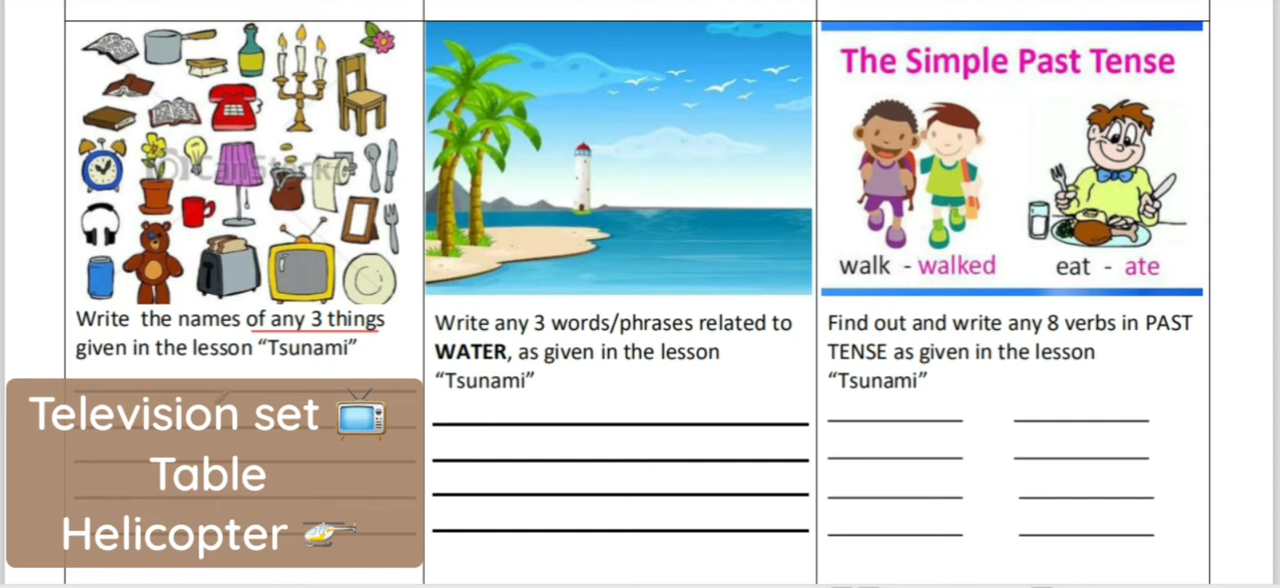 Write the names of any 3 things
given in the lesson “Tsunami”
Television set
Table
Helicopter
Write any 3 words/phrases related to
WATER, as given in the lesson
“Tsunami”
The Simple Past Tense
walk - walked
eat - ate
Find out and write any 8 verbs in PAST
TENSE as given in the lesson
“Tsunami”